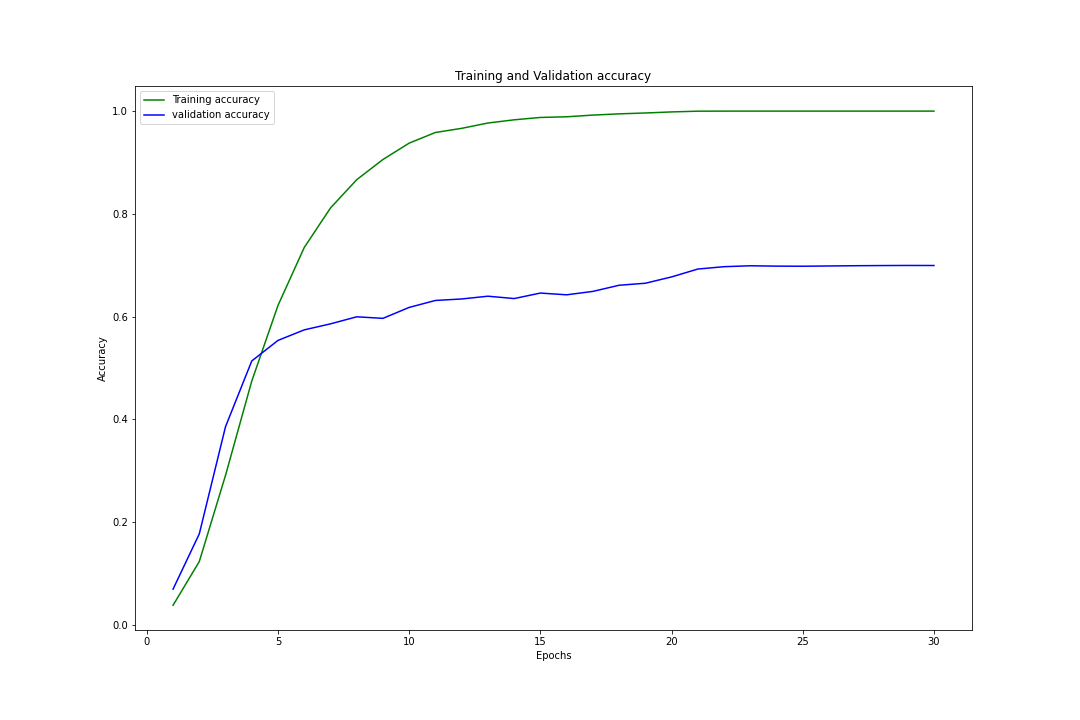 Training and Validation accuracy
Training accuracy
validation accuracy
1.0
0.8
0.6
0.4
0.2
0.0
Accuracy
0 5 10 15 20 25 30
Epochs